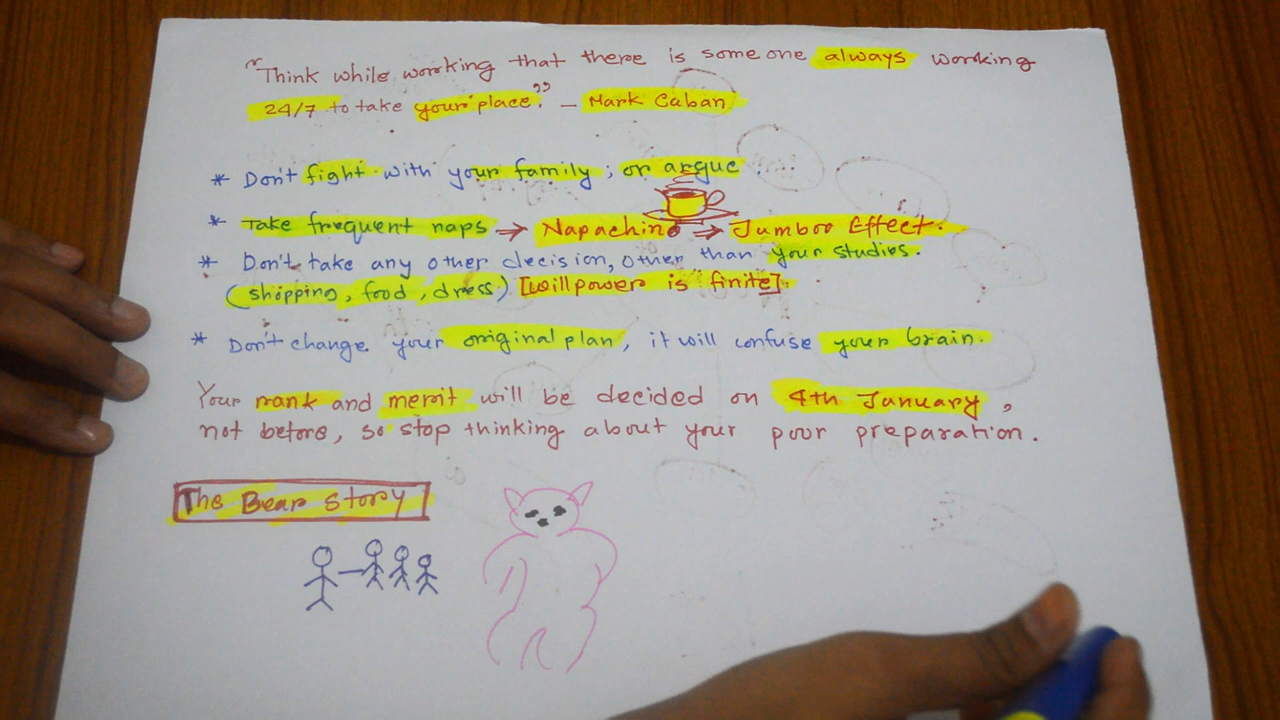 "Think while working that there is some one always working
24/7 to take your place." - Mark Caban
* Don't fight with your family, or argue.
* Take frequent naps → Napachino → Jumboo Effect.
* Don't take any other decision, other than your studies.
(shopping, food, dress) [willpower is finite].
* Don't change your original plan, it will confuse your brain.
Your rank and merit will be decided on 4th January,
not before, so stop thinking about your poor preparation.
The Bear Story